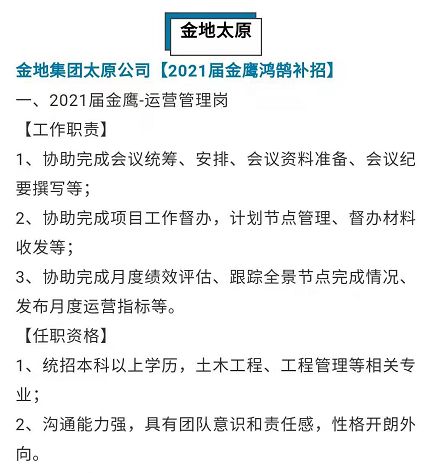 金地太原
金地集团太原公司【2021届金鹰鸿鹄补招】
一、2021届金鹰-运营管理岗
【工作职责】
1、协助完成会议统筹、安排、会议资料准备、会议纪
要撰写等；
2、协助完成项目工作督办，计划节点管理、督办材料
收发等；
3、协助完成月度绩效评估、跟踪全景节点完成情况、
发布月度运营指标等。
【任职资格】
1、统招本科以上学历，土木工程、工程管理等相关专
业；
2、沟通能力强，具有团队意识和责任感，性格开朗外
向。